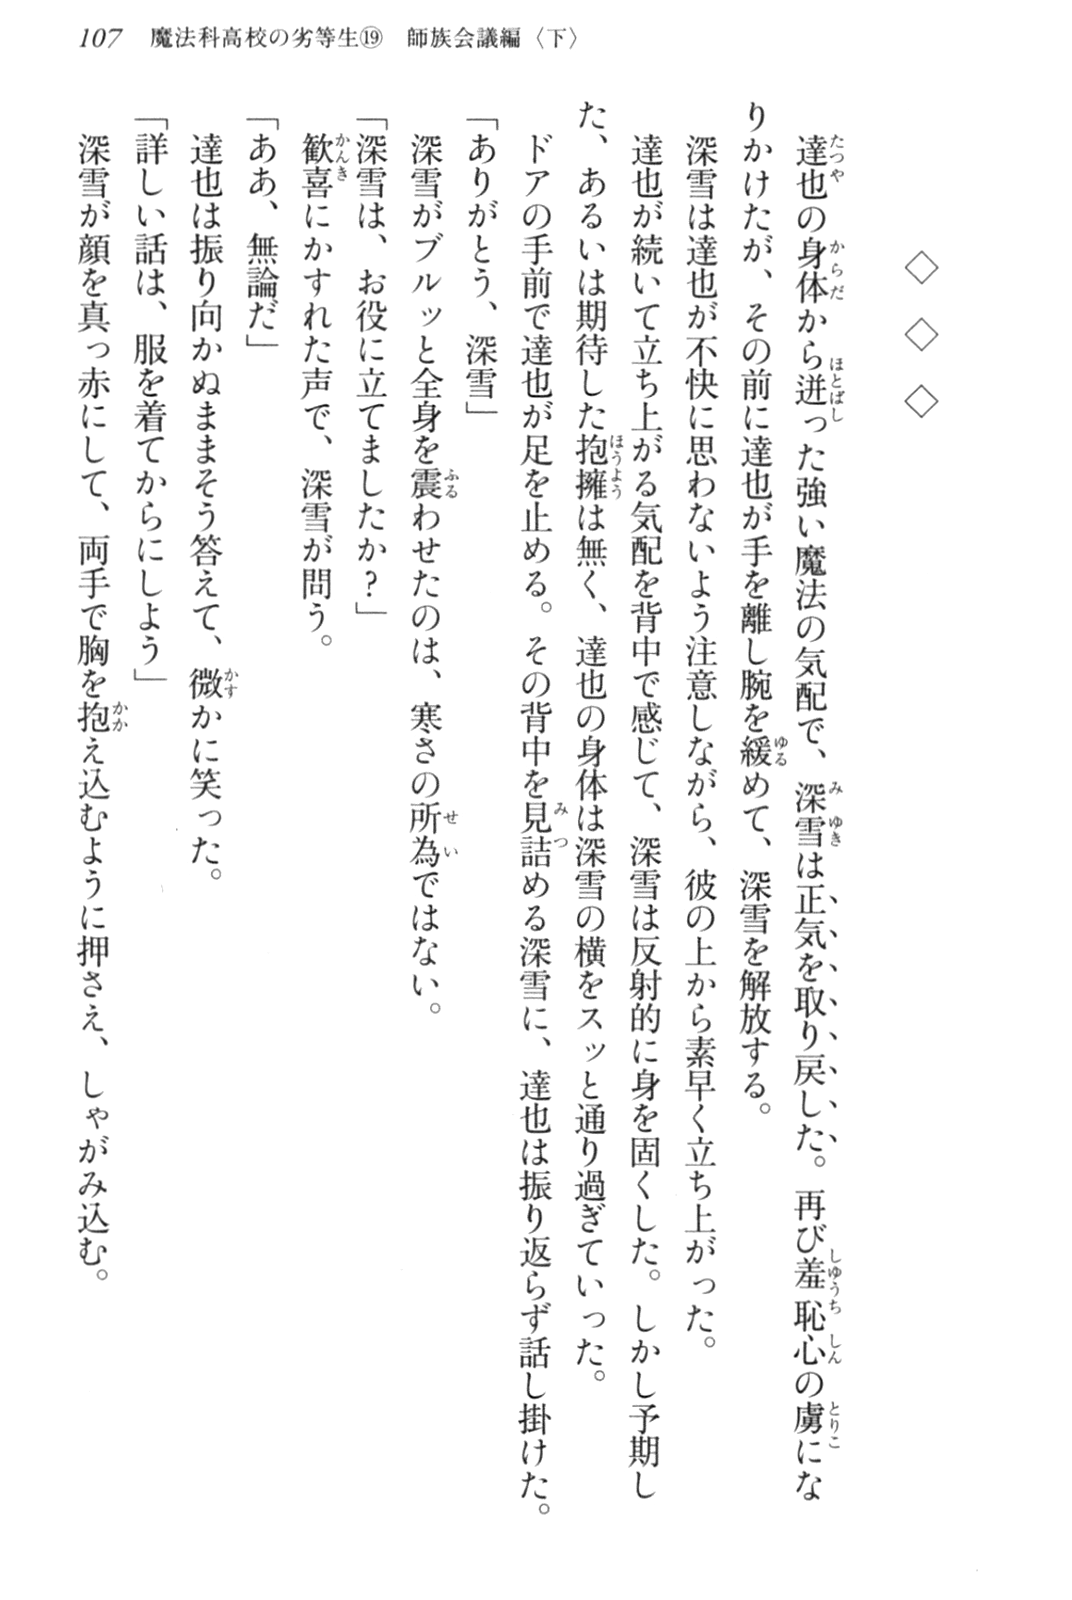 107 魔法科高校の劣等生⑲ 師族会議編〈下〉
◇ ◇ ◇
達也の身体から迸った強い魔法の気配で、深雪は正気を取り戻した。再び羞恥心の虜にな
りかけたが、その前に達也が手を離し腕を緩めて、深雪を解放する。
深雪は達也が不快に思わないよう注意しながら、彼の上から素早く立ち上がった。
達也が続いて立ち上がる気配を背中で感じて、深雪は反射的に身を固くした。しかし予期し
た、あるいは期待した抱擁は無く、達也の身体は深雪の横をスッと通り過ぎていった。
ドアの手前で達也が足を止める。その背中を見詰める深雪に、達也は振り返らず話し掛けた。
「ありがとう、深雪」
深雪がブルッと全身を震わせたのは、寒さの所為ではない。
「深雪は、お役に立てましたか？」
歓喜にかすれた声で、深雪が問う。
「ああ、無論だ」
達也は振り向かぬままそう答えて、微かに笑った。
「詳しい話は、服を着てからにしよう」
深雪が顔を真っ赤にして、両手で胸を抱え込むように押さえ、しゃがみ込む。